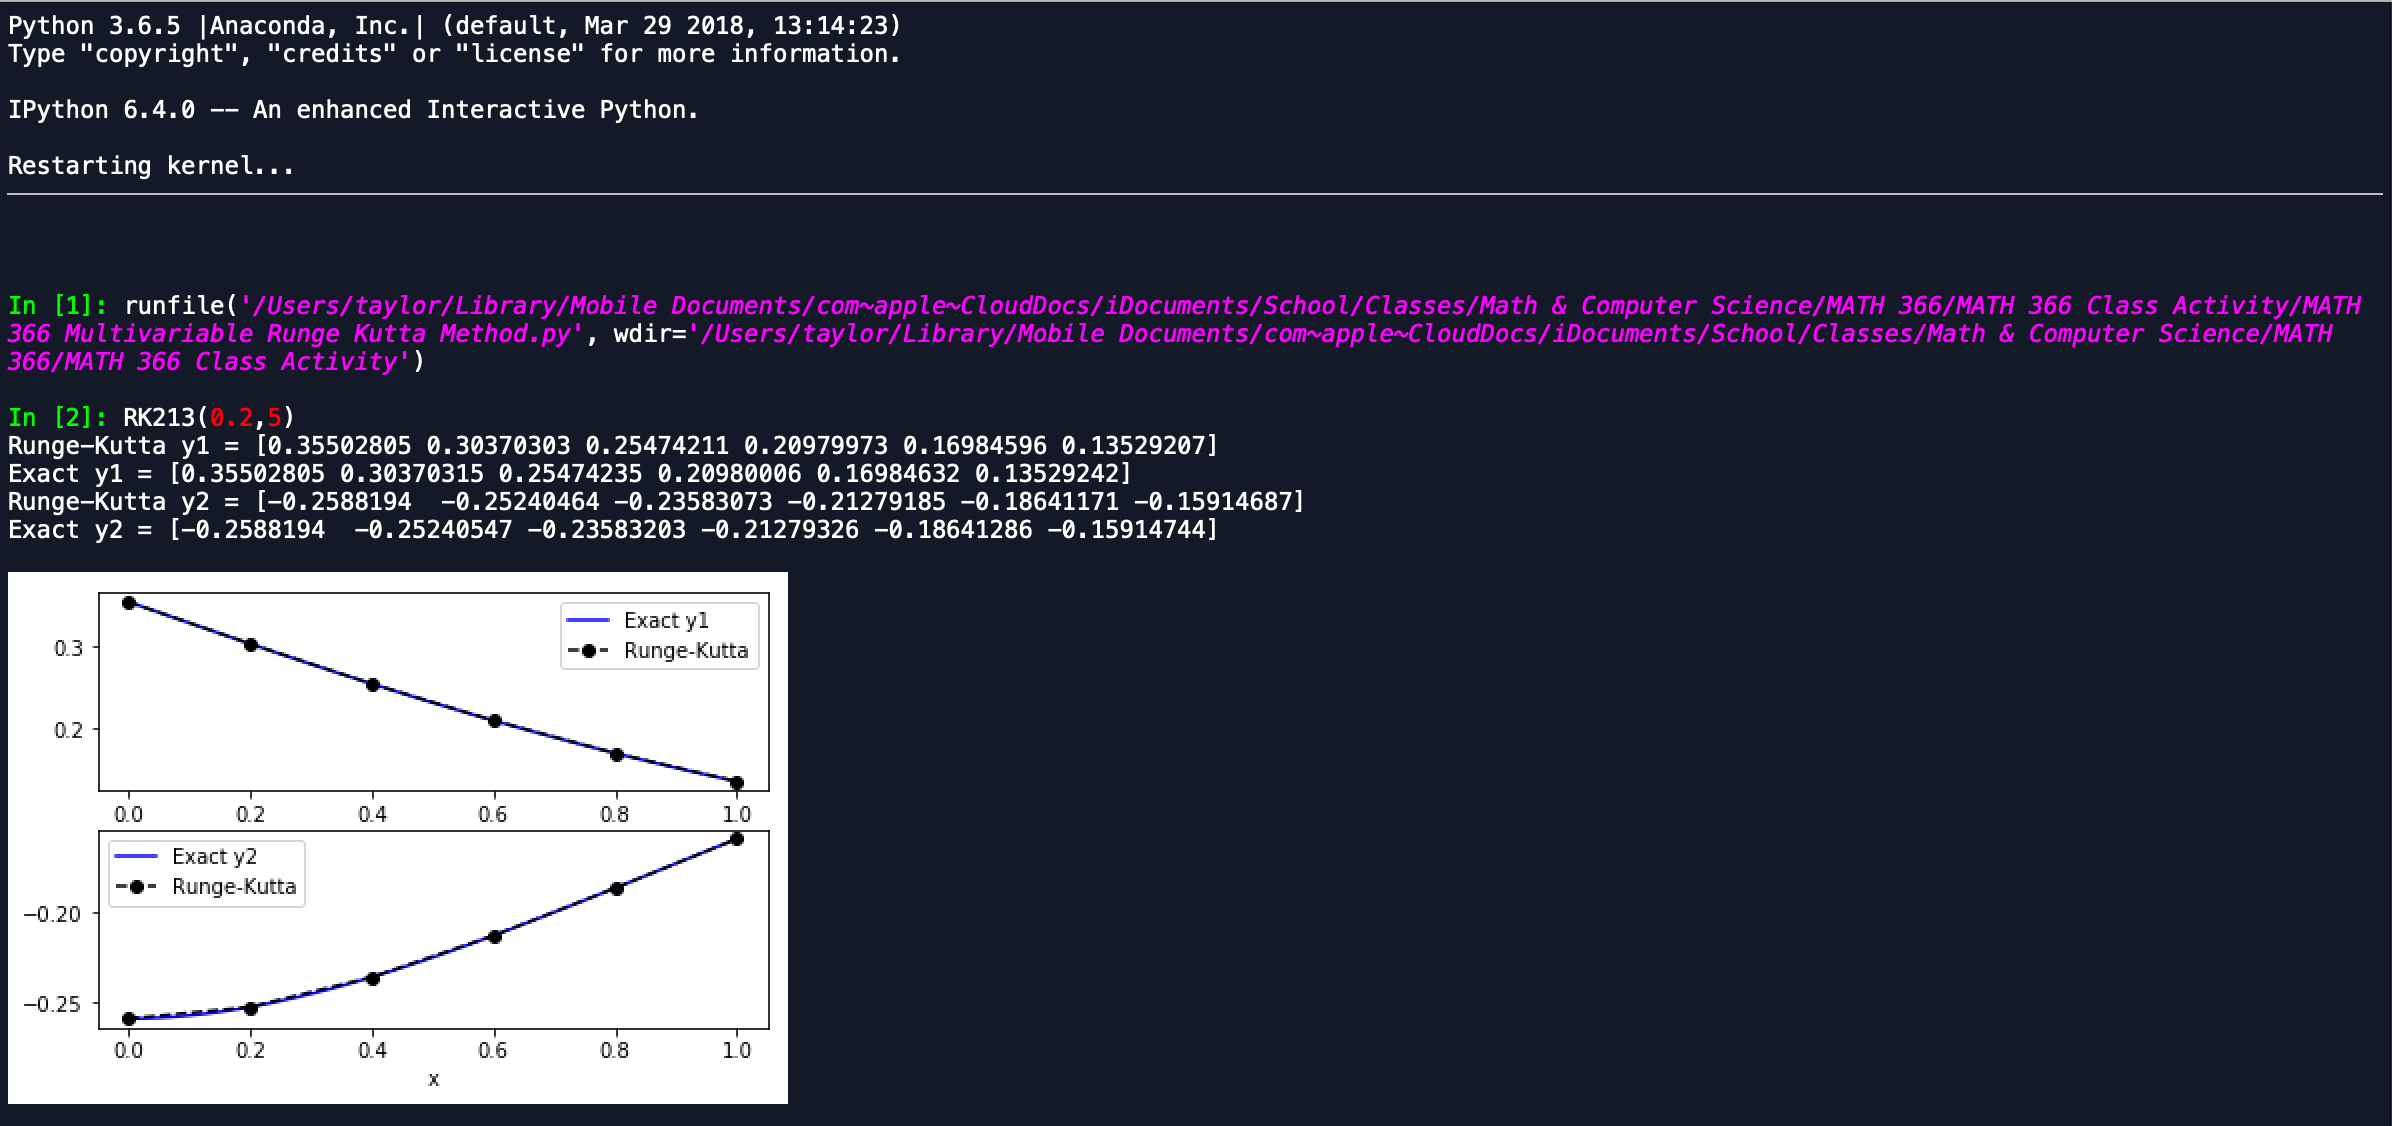 Python 3.6.5 |Anaconda, Inc.| (default, Mar 29 2018, 13:14:23)
Type "copyright", "credits" or "license" for more information.
IPython 6.4.0 -- An enhanced Interactive Python.
Restarting kernel...
In [1]: runfile('/Users/taylor/Library/Mobile Documents/com~apple~CloudDocs/iDocuments/School/Classes/Math & Computer Science/MATH 366/MATH 366 Class Activity/MATH
366 Multivariable Runge Kutta Method.py', wdir='/Users/taylor/Library/Mobile Documents/com~apple~CloudDocs/iDocuments/School/Classes/Math & Computer Science/MATH
366/MATH 366 Class Activity')
In [2]: RK213(0.2,5)
Runge-Kutta y1 = [0.35502805 0.30370303 0.25474211 0.20979973 0.16984596 0.13529207]
Exact y1 = [0.35502805 0.30370315 0.25474235 0.20980006 0.16984632 0.13529242]
Runge-Kutta y2 = [-0.2588194  -0.25240464 -0.23583073 -0.21279185 -0.18641171 -0.15914687]
Exact y2 = [-0.2588194  -0.25240547 -0.23583203 -0.21279326 -0.18641286 -0.15914744]
Exact y1
Runge-Kutta
0.3
0.2
0.0 0.2 0.4 0.6 0.8 1.0
Exact y2
Runge-Kutta
−0.20
−0.25
0.0 0.2 0.4 0.6 0.8 1.0
x